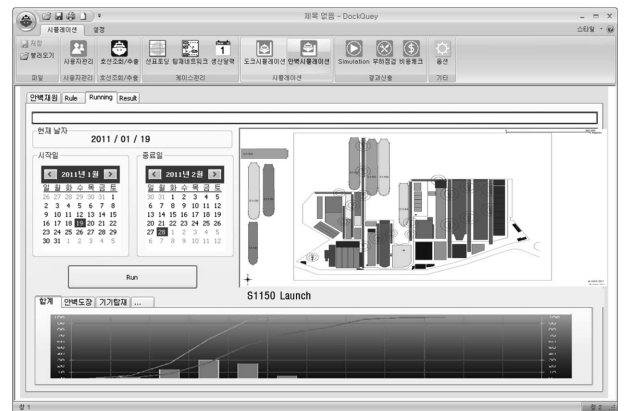 제목 없음 - DockQuey
시뮬레이션 설정
스타일
저장
불러오기
사용자관리 호선조회/추출 선표로딩 탑재네트워크 생산달력 도크시뮬레이션 안벽시뮬레이션 Simulation 부하점검 비용체크 옵션
파일 사용자관리 호선조회/추출 케이스관리 시뮬레이션 결과산출 기타
안벽재원 Rule Running Result
현재 날자
2011 / 01 / 19
시작일 종료일
2011년 1월 2011년 2월
일 월 화 수 목 금 토 일 월 화 수 목 금 토
26 27 28 29 30 31 1 30 31 1 2 3 4 5
2 3 4 5 6 7 8 6 7 8 9 10 11 12
9 10 11 12 13 14 15 13 14 15 16 17 18 19
16 17 18 19 20 21 22 20 21 22 23 24 25 26
23 24 25 26 27 28 29 27 28 1 2 3 4 5
30 31 1 2 3 4 5 6 7 8 9 10 11 12
Run
S1150 Launch
합계 안벽도장 기기탑재 ...
창 1 창 2